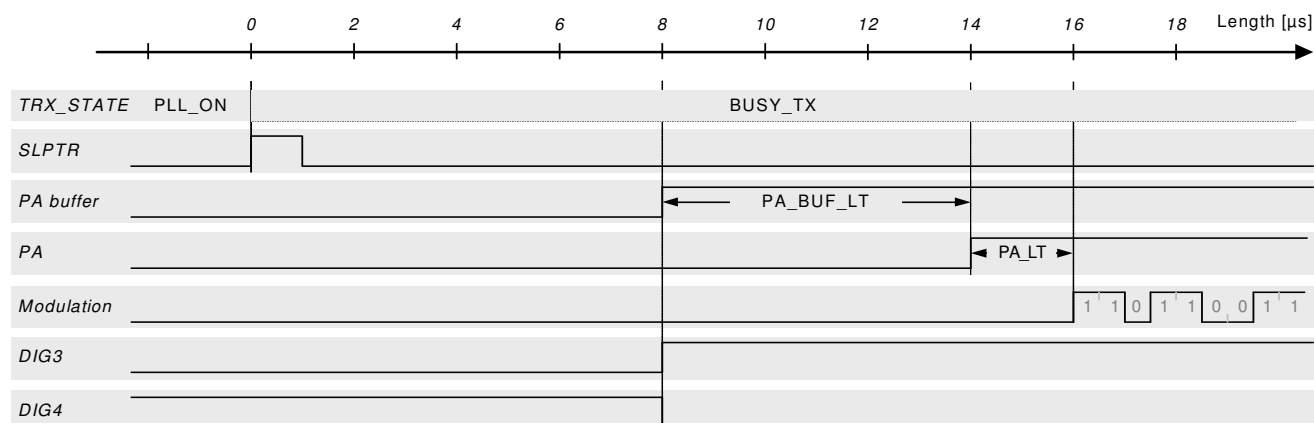 0 2 4 6 8 10 12 14 16 18 Length [µs]
TRX_STATE PLL_ON BUSY_TX
SLPTR
PA buffer PA_BUF_LT
PA PA_LT
Modulation 1 1 0 1 1 0 0 1 1
DIG3
DIG4